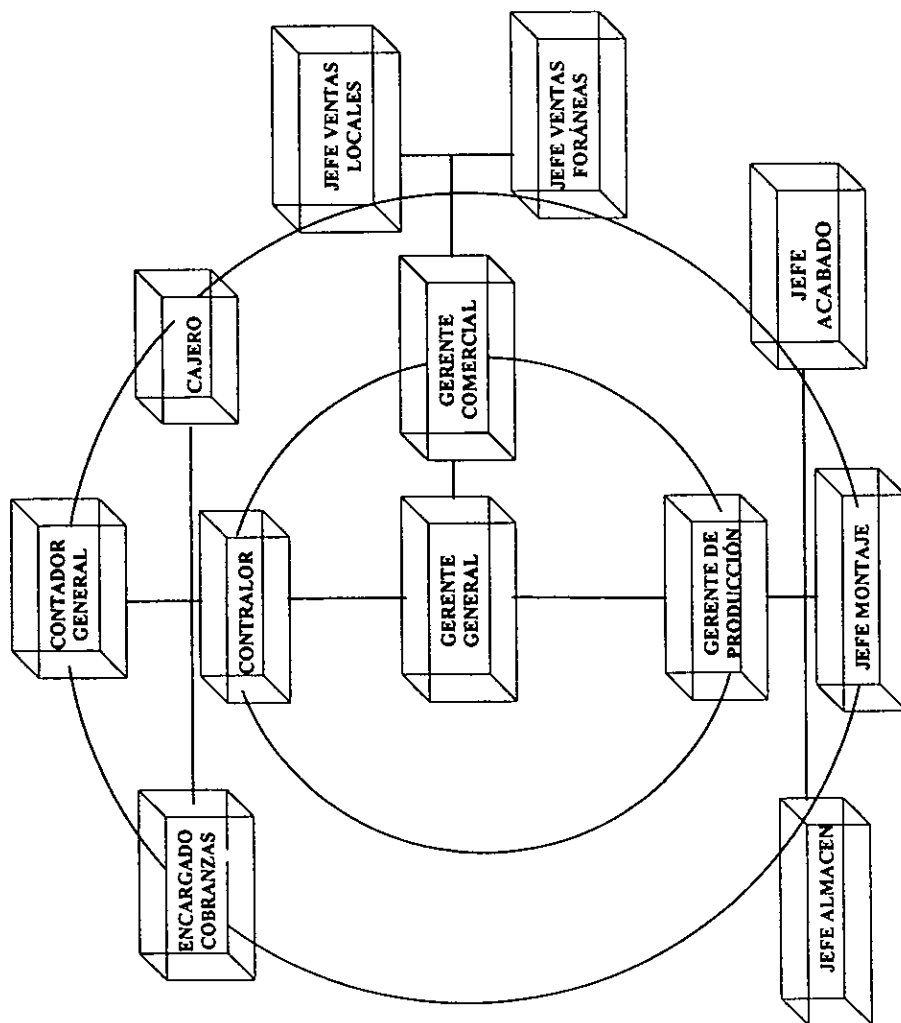 CONTADOR
GENERAL
ENCARGADO
COBRANZAS
CAJERO
CONTRALOR
JEFE VENTAS
LOCALES
GERENTE
GENERAL
GERENTE
COMERCIAL
JEFE VENTAS
FORÁNEAS
GERENTE DE
PRODUCCIÓN
JEFE ALMACEN
JEFE MONTAJE
JEFE
ACABADO